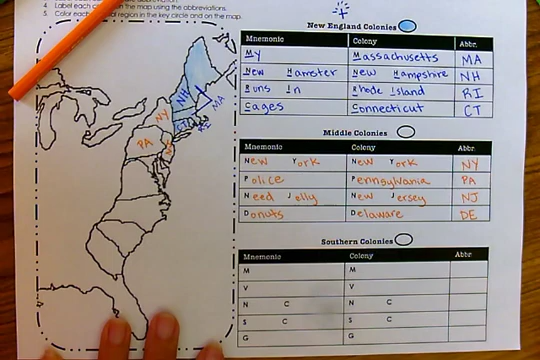 4. Label each on the map using the abbreviations.
5. Color each region in the key circle and on the map.
New England Colonies
Mnemonic Colony Abbr.
My Massachusetts MA
New Hamster New Hampshire NH
Runs In Rhode Island RI
Cages Connecticut CT
Middle Colonies
Mnemonic Colony Abbr.
New York New York NY
Police Pennsylvania PA
Need Jelly New Jersey NJ
Donuts Delaware DE
Southern Colonies
Mnemonic Colony Abbr.
M M
V V
N C N C
S C S C
G G
NH
MA
NY
CT
RI
PA